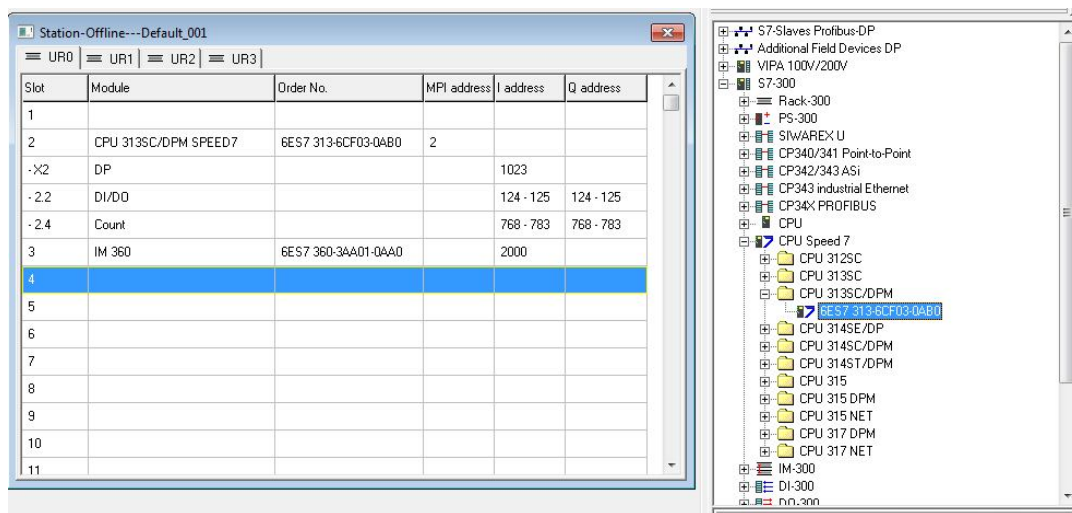 Station-Offline---Default_001
UR0 UR1 UR2 UR3
Slot Module Order No. MPI address I address Q address
1
2 CPU 313SC/DPM SPEED7 6ES7 313-6CF03-0AB0 2
-X2 DP 1023
- 2.2 DI/DO 124 - 125 124 - 125
- 2.4 Count 768 - 783 768 - 783
3 IM 360 6ES7 360-3AA01-0AA0 2000
4
5
6
7
8
9
10
11
S7-Slaves Profibus-DP
Additional Field Devices DP
VIPA 100V/200V
S7-300
Rack-300
PS-300
SIWAREX U
CP340/341 Point-to-Point
CP342/343 ASi
CP343 industrial Ethernet
CP34X PROFIBUS
CPU
CPU Speed 7
CPU 312SC
CPU 313SC
CPU 313SC/DPM
6ES7 313-6CF03-0AB0
CPU 314SE/DP
CPU 314SC/DPM
CPU 314ST/DPM
CPU 315
CPU 315 DPM
CPU 315 NET
CPU 317 DPM
CPU 317 NET
IM-300
DI-300
DO-300